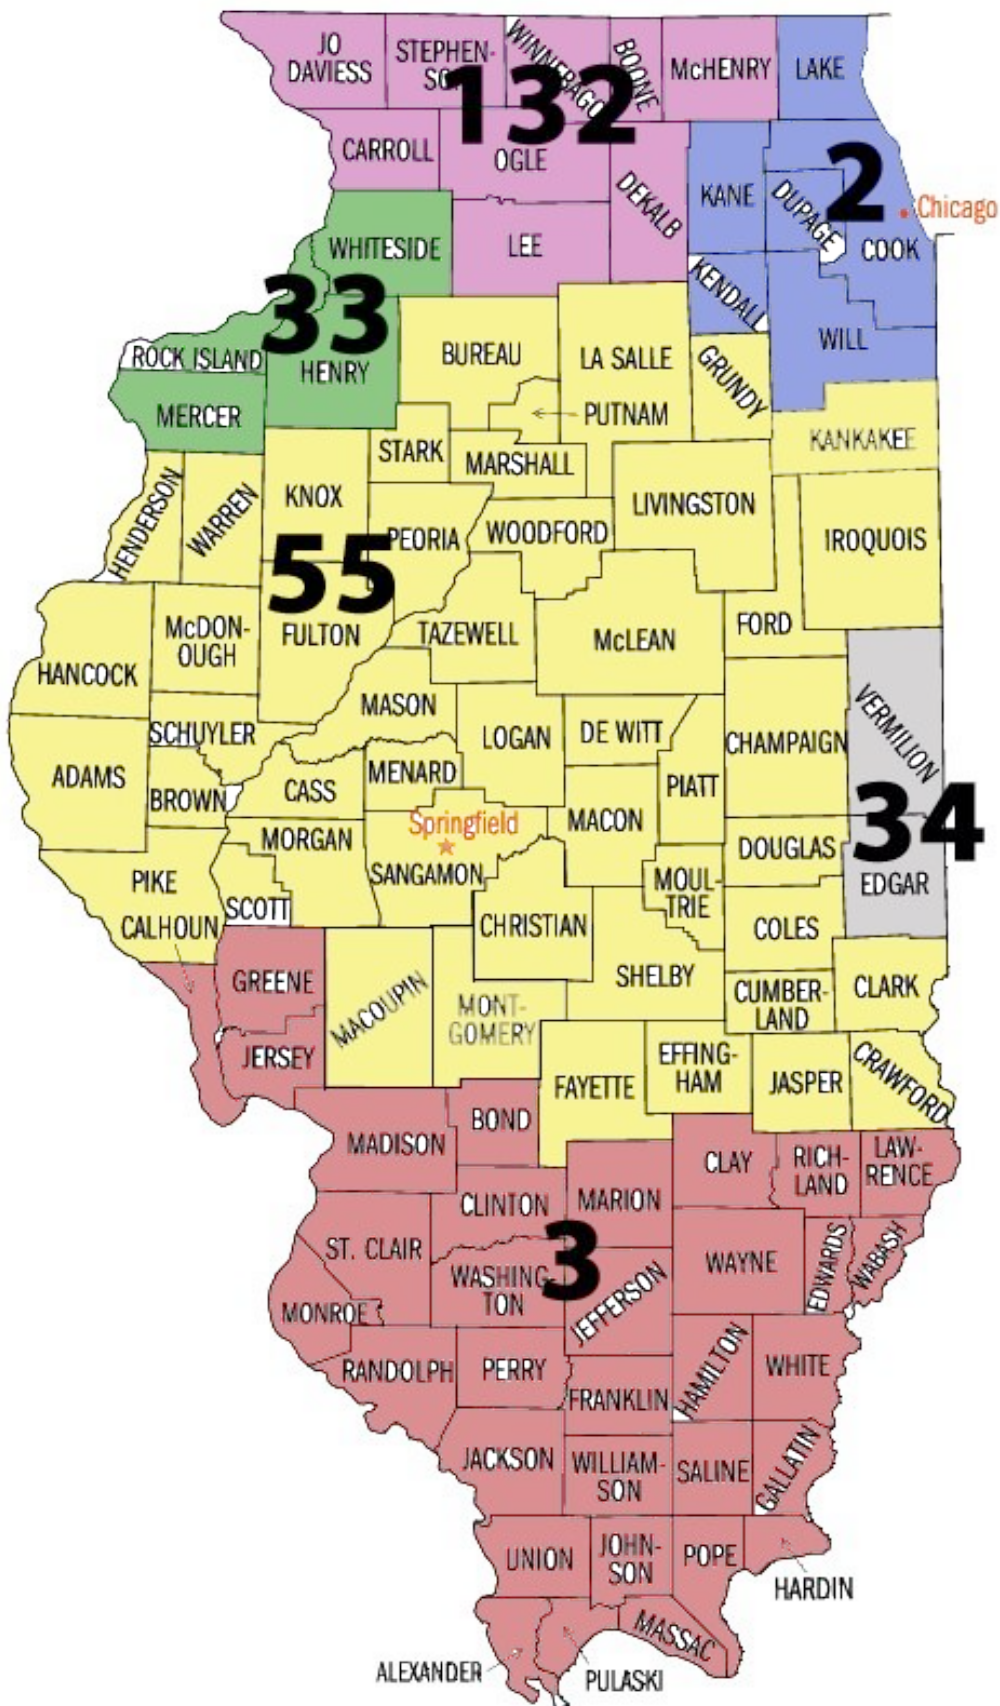 JO
DAVIESS
STEPHEN-
SON
WINNEBAGO
BOONE
McHENRY
LAKE
132
CARROLL
OGLE
DEKALB
KANE
DUPAGE
2
Chicago
COOK
WHITESIDE
LEE
KENDALL
33
ROCK ISLAND
HENRY
BUREAU
LA SALLE
GRUNDY
WILL
MERCER
PUTNAM
KANKAKEE
STARK
MARSHALL
HENDERSON
WARREN
KNOX
PEORIA
WOODFORD
LIVINGSTON
IROQUOIS
55
FULTON
McDON-
OUGH
TAZEWELL
McLEAN
FORD
HANCOCK
MASON
VERMILION
SCHUYLER
LOGAN
DE WITT
CHAMPAIGN
ADAMS
BROWN
CASS
MENARD
PIATT
Springfield
MACON
34
MORGAN
SANGAMON
DOUGLAS
EDGAR
PIKE
SCOTT
MOUL-
TRIE
CALHOUN
CHRISTIAN
COLES
GREENE
SHELBY
CUMBER-
LAND
CLARK
MACOUPIN
MONT-
GOMERY
JERSEY
FAYETTE
EFFING-
HAM
JASPER
CRAWFORD
BOND
MADISON
CLAY
RICH-
LAND
LAW-
RENCE
CLINTON
MARION
ST. CLAIR
3
WAYNE
EDWARDS
WABASH
WASHING-
TON
JEFFERSON
MONROE
RANDOLPH
PERRY
HAMILTON
WHITE
FRANKLIN
JACKSON
WILLIAM-
SON
SALINE
GALLATIN
UNION
JOHN-
SON
POPE
HARDIN
MASSAC
ALEXANDER
PULASKI